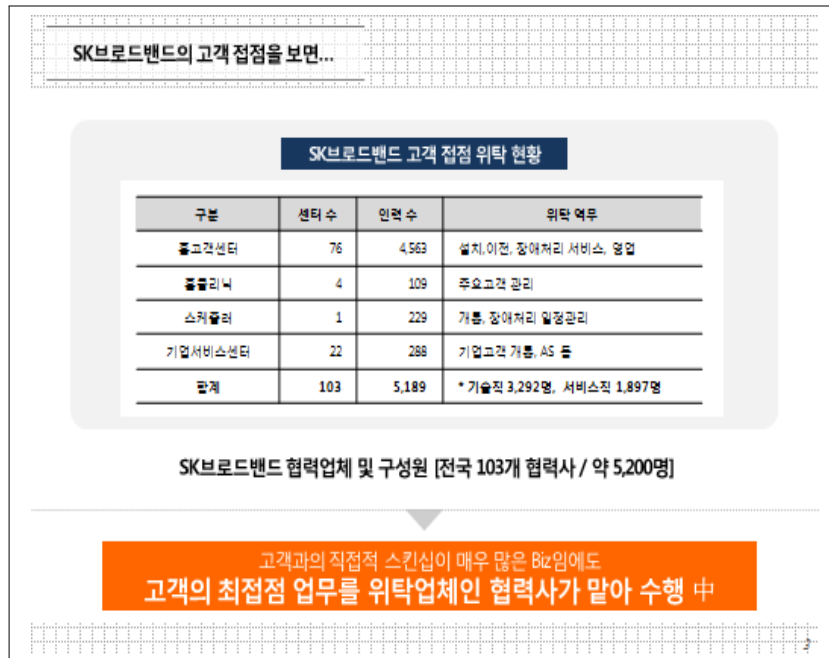 SK브로드밴드의 고객 접점을 보면...
SK브로드밴드 고객 접점 위탁 현황
구분 센터 수 인력 수 위탁 역무
홈고객센터 76 4,563 설치,이전, 장애처리 서비스, 영업
홈클리닉 4 109 주요고객 관리
스케줄러 1 229 개통, 장애처리 일정관리
기업서비스센터 22 288 기업고객 개통, AS 등
합계 103 5,189 * 기술직 3,292명, 서비스직 1,897명
SK브로드밴드 협력업체 및 구성원 [전국 103개 협력사 / 약 5,200명]
고객과의 직접적 스킨십이 매우 많은 Biz임에도
고객의 최접점 업무를 위탁업체인 협력사가 맡아 수행 中
3